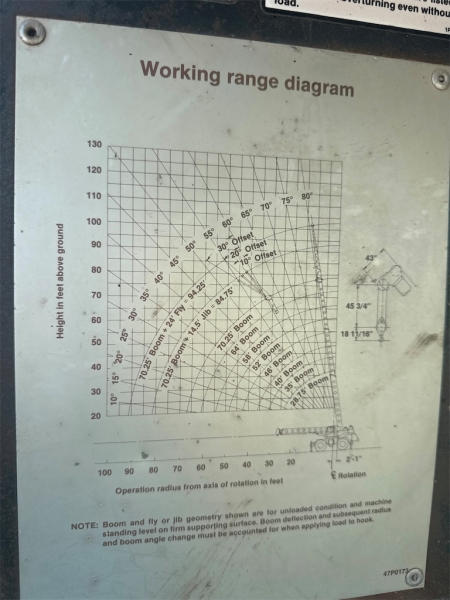 load.
overturning even withou
Working range diagram
130
120
110
100
90
80
70
60
50
40
30
20
Height in feet above ground
10°
15°
20°
25°
30°
35°
40°
45°
50°
55°
60°
65°
70°
75°
80°
30° Offset
20° Offset
10° Offset
70.25' Boom + 24' Fly = 94.25'
70.25' Boom + 14.5' Jib = 84.75'
70.25' Boom
64' Boom
58' Boom
52' Boom
46' Boom
40' Boom
35' Boom
28.75' Boom
43"
45 3/4"
18 11/16"
2'-1"
Rotation
100 90 80 70 60 50 40 30 20
Operation radius from axis of rotation in feet
NOTE: Boom and fly or jib geometry shown are for unloaded condition and machine
standing level on firm supporting surface. Boom deflection and subsequent radius
and boom angle change must be accounted for when applying load to hook.